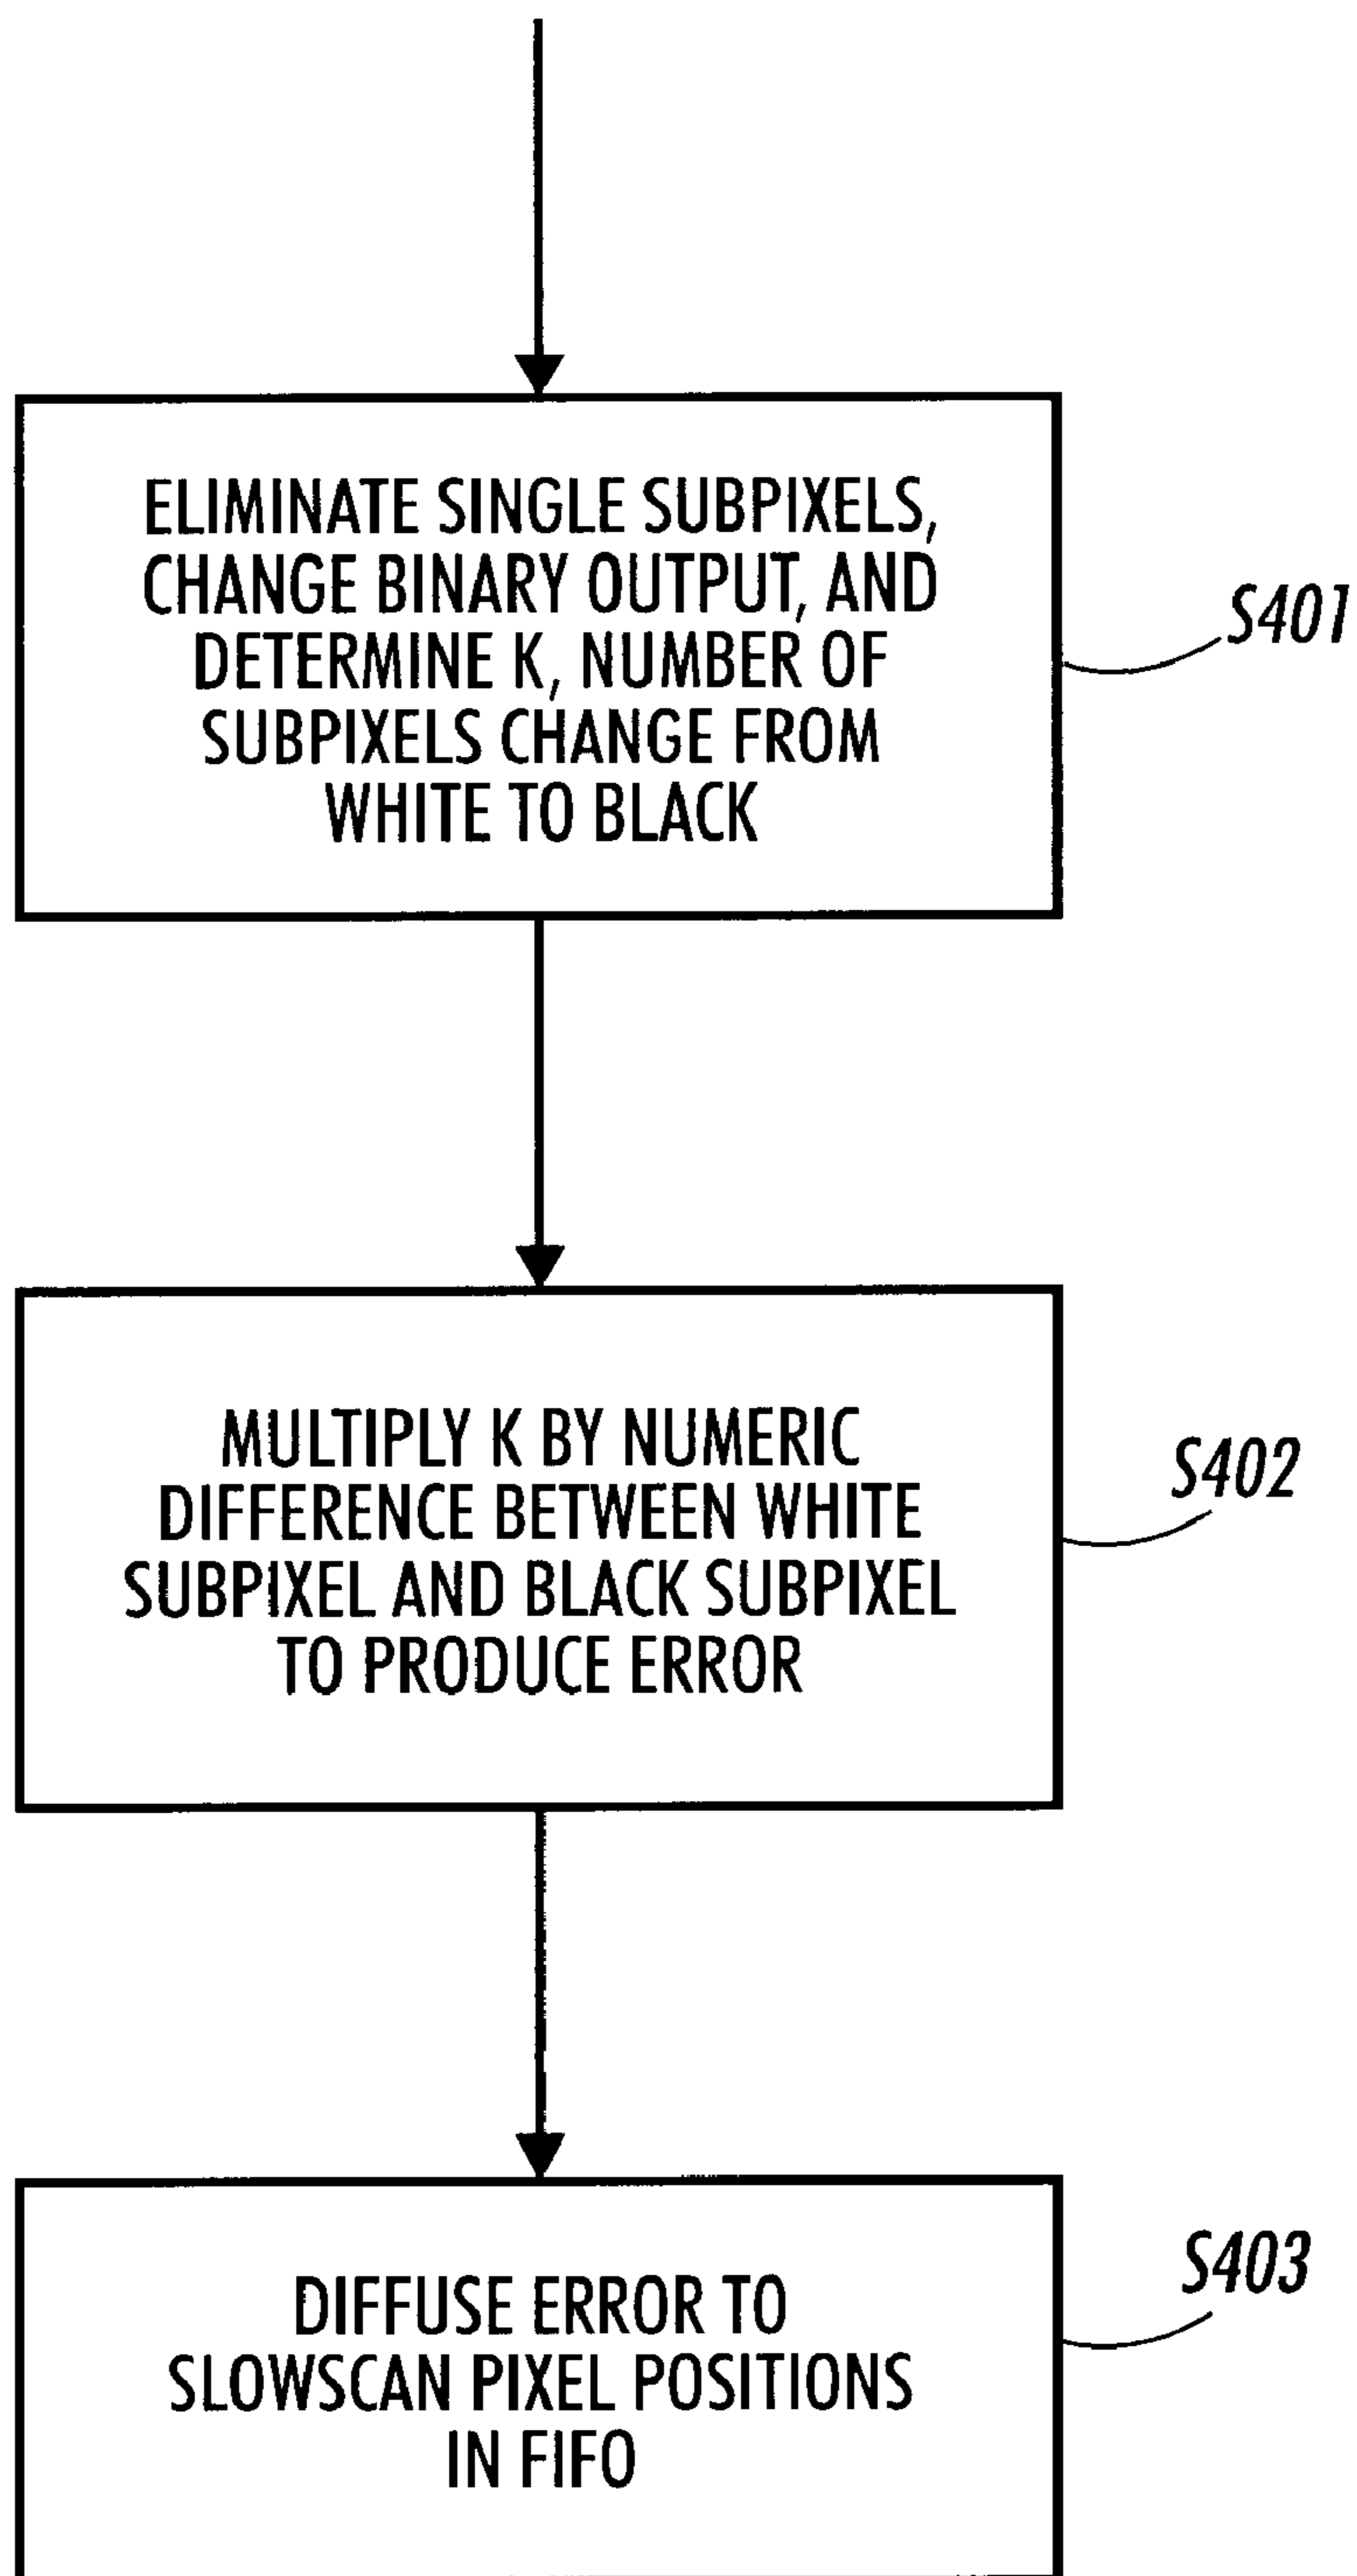 ELIMINATE SINGLE SUBPIXELS,
CHANGE BINARY OUTPUT, AND
DETERMINE K, NUMBER OF
SUBPIXELS CHANGE FROM
WHITE TO BLACK
S401
MULTIPLY K BY NUMERIC
DIFFERENCE BETWEEN WHITE
SUBPIXEL AND BLACK SUBPIXEL
TO PRODUCE ERROR
S402
DIFFUSE ERROR TO
SLOWSCAN PIXEL POSITIONS
IN FIFO
S403